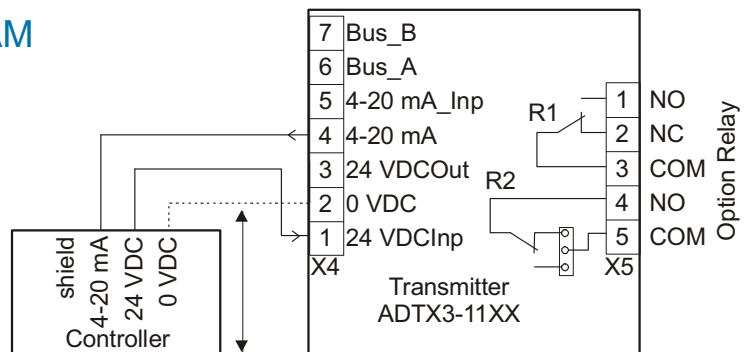 AM
7 Bus_B
6 Bus_A
5 4-20 mA_Inp
4 4-20 mA
3 24 VDCOut
2 0 VDC
1 24 VDCInp
X4
R1
R2
1 NO
2 NC
3 COM
4 NO
5 COM
X5
Option Relay
Transmitter
ADTX3-11XX
shield
4-20 mA
24 VDC
0 VDC
Controller